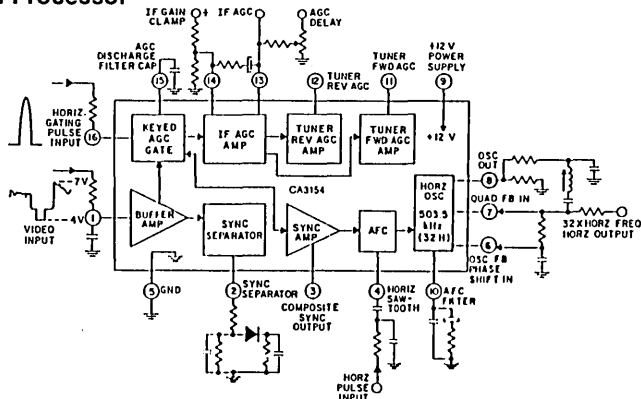 Processor
IF GAIN
CLAMP
+
IF AGC
AGC
DELAY
AGC
DISCHARGE
FILTER CAP
TUNER
REV AGC
TUNER
FWD AGC
+12 V
POWER
SUPPLY
15
14
13
12
11
9
HORIZ-
GATING
PULSE
INPUT
16
KEYED
AGC
GATE
IF AGC
AMP
TUNER
REV AGC
AMP
TUNER
FWD AGC
AMP
+12 V
OSC
OUT
8
CA3154
7V
4V
1
VIDEO
INPUT
BUFFER
AMP
SYNC
SEPARATOR
SYNC
AMP
AFC
HORZ
OSC
503.5
kHz
(32H)
QUAD FB IN
7
32XHORZ FREQ
HORZ OUTPUT
6
OSC FB
PHASE
SHIFT IN
5
GND
2
SYNC
SEPARATOR
3
COMPOSITE
SYNC
OUTPUT
4
HORIZ
SAW-
TOOTH
10
AFC
FILTER
HORZ
PULSE
INPUT